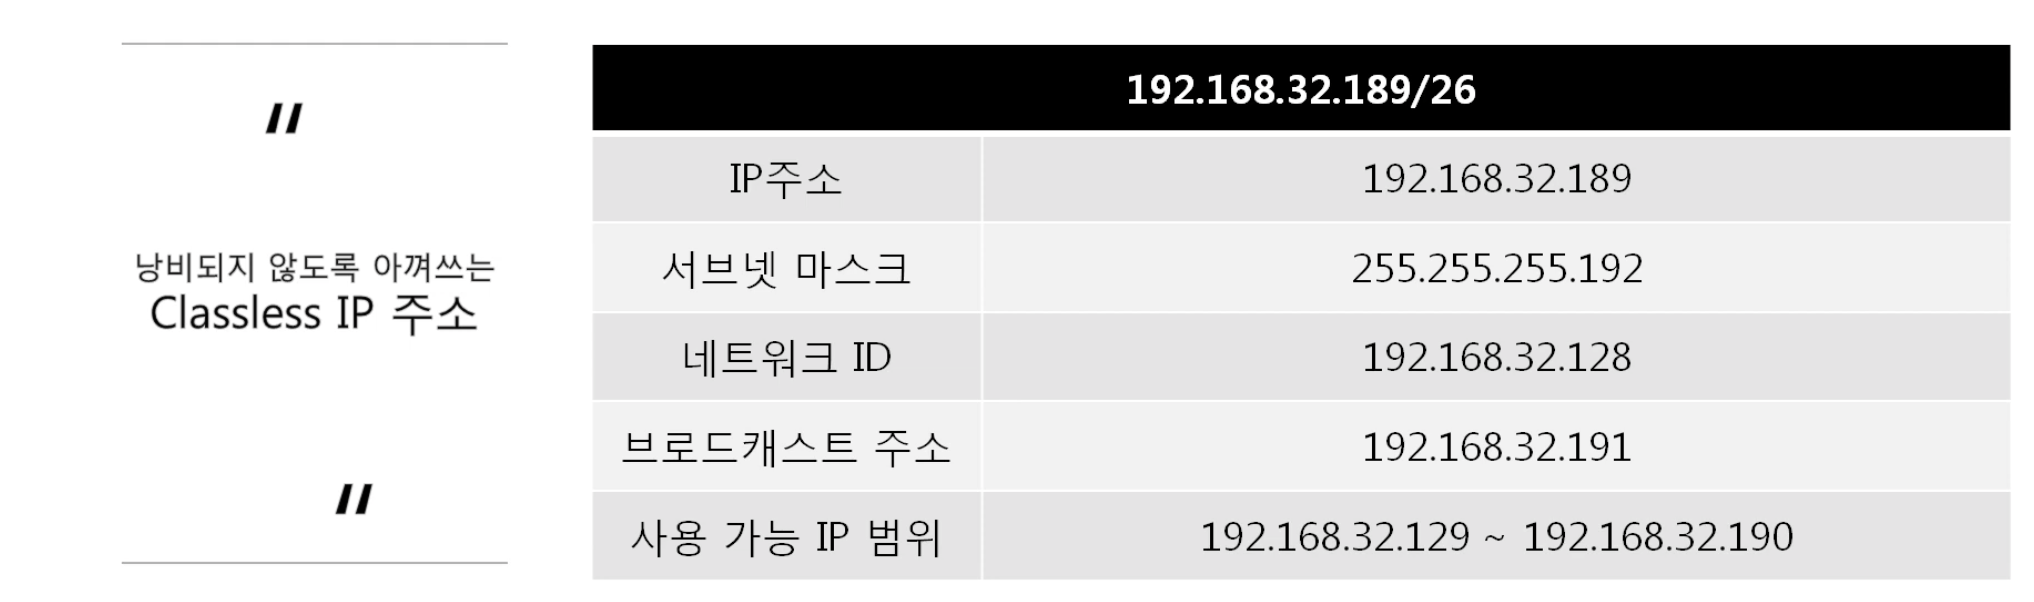 "
낭비되지 않도록 아껴쓰는
Classless IP 주소
"
192.168.32.189/26
IP주소 192.168.32.189
서브넷 마스크 255.255.255.192
네트워크 ID 192.168.32.128
브로드캐스트 주소 192.168.32.191
사용 가능 IP 범위 192.168.32.129 ~ 192.168.32.190